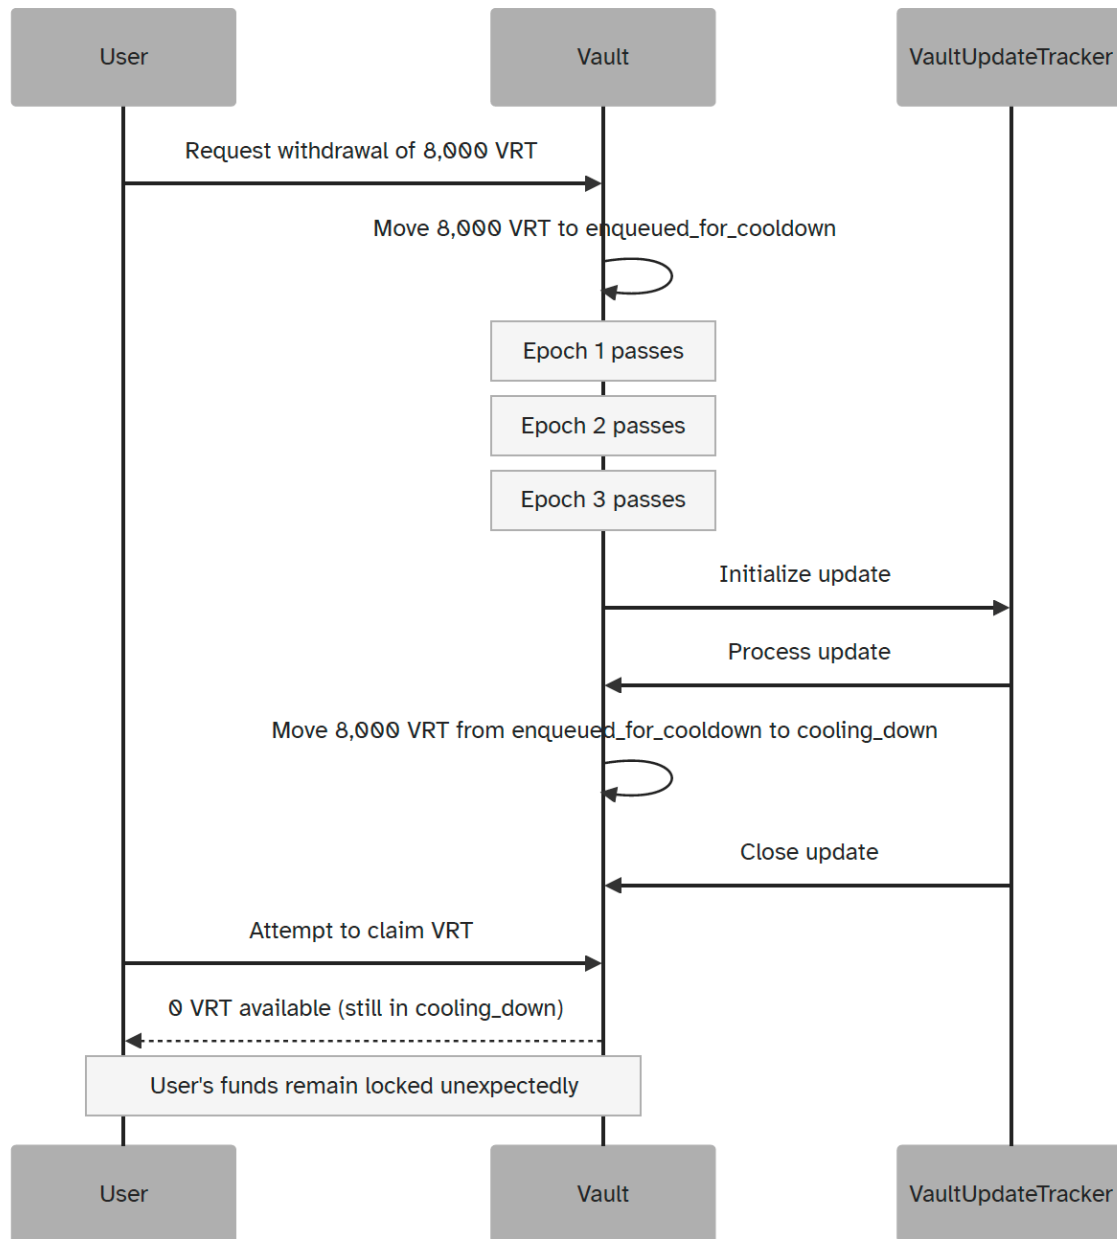 User
Vault
VaultUpdateTracker
Request withdrawal of 8,000 VRT
Move 8,000 VRT to enqueued_for_cooldown
Epoch 1 passes
Epoch 2 passes
Epoch 3 passes
Initialize update
Process update
Move 8,000 VRT from enqueued_for_cooldown to cooling_down
Close update
Attempt to claim VRT
0 VRT available (still in cooling_down)
User's funds remain locked unexpectedly
User
Vault
VaultUpdateTracker